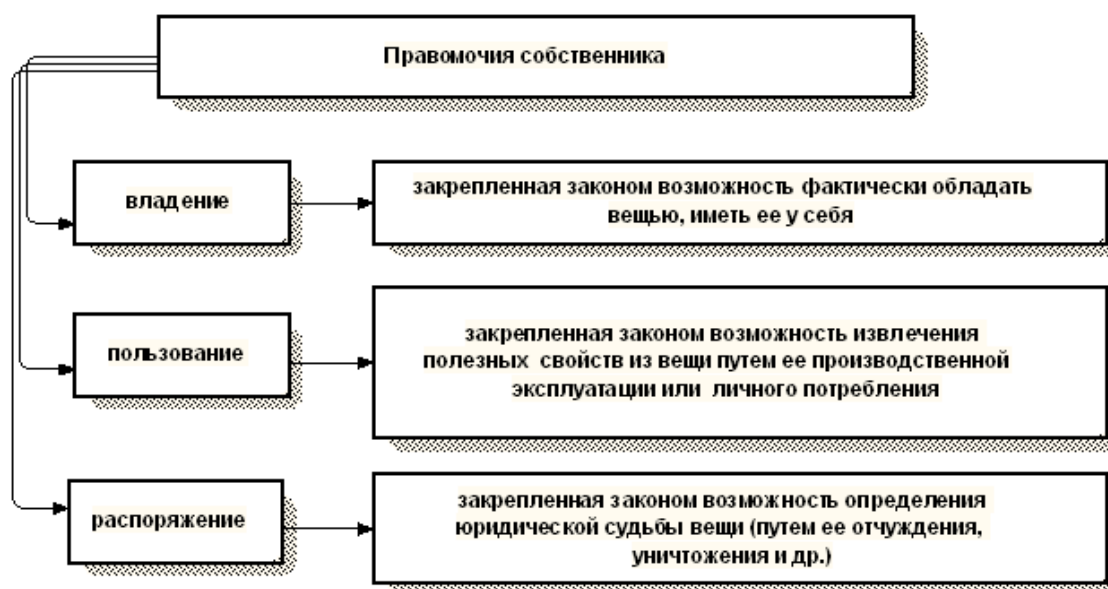 Правомочия собственника
владение
закрепленная законом возможность фактически обладать
вещью, иметь ее у себя
пользование
закрепленная законом возможность извлечения
полезных свойств из вещи путем ее производственной
эксплуатации или личного потребления
распоряжение
закрепленная законом возможность определения
юридической судьбы вещи (путем ее отчуждения,
уничтожения и др.)